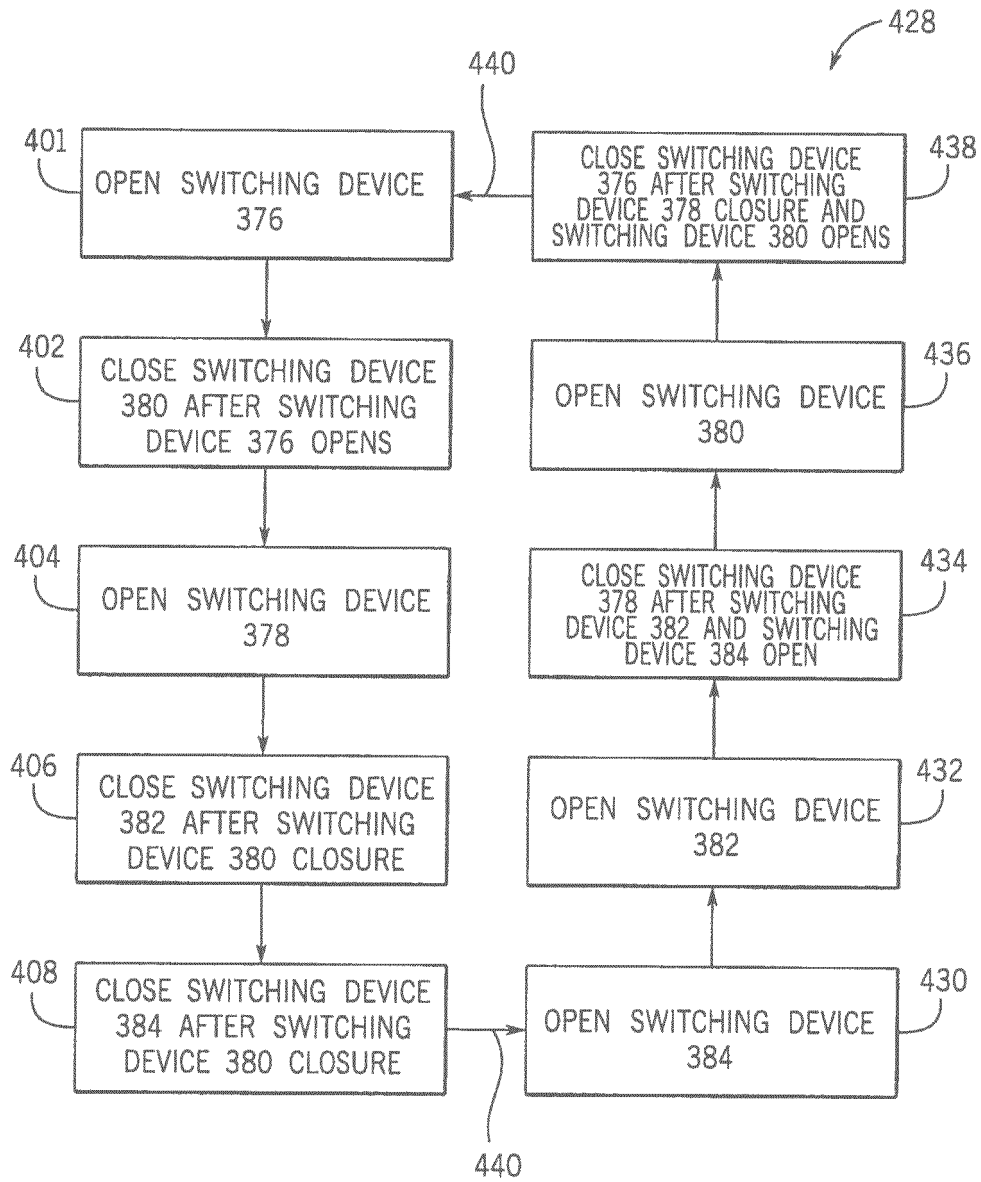 428
440
401
OPEN SWITCHING DEVICE
376
438
CLOSE SWITCHING DEVICE
376 AFTER SWITCHING
DEVICE 378 CLOSURE AND
SWITCHING DEVICE 380 OPENS
402
CLOSE SWITCHING DEVICE
380 AFTER SWITCHING
DEVICE 376 OPENS
436
OPEN SWITCHING DEVICE
380
404
OPEN SWITCHING DEVICE
378
434
CLOSE SWITCHING DEVICE
378 AFTER SWITCHING
DEVICE 382 AND SWITCHING
DEVICE 384 OPEN
406
CLOSE SWITCHING DEVICE
382 AFTER SWITCHING
DEVICE 380 CLOSURE
432
OPEN SWITCHING DEVICE
382
408
CLOSE SWITCHING DEVICE
384 AFTER SWITCHING
DEVICE 380 CLOSURE
430
OPEN SWITCHING DEVICE
384
440